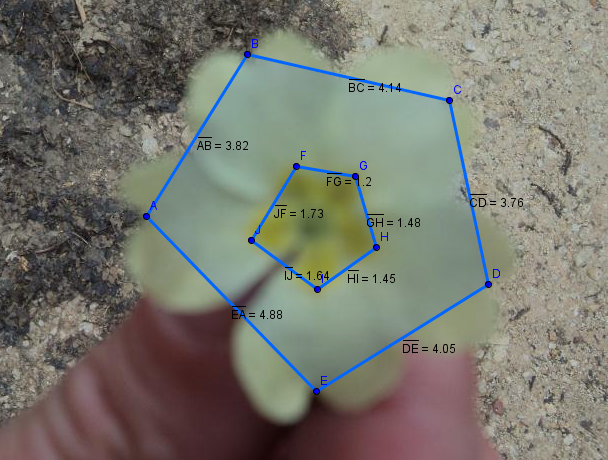 B
C
BC = 4.14
AB = 3.82
F
G
FG = 1.2
A
CD = 3.76
JF = 1.73
GH = 1.48
J
H
D
IJ = 1.64
I
HI = 1.45
EA = 4.88
DE = 4.05
E